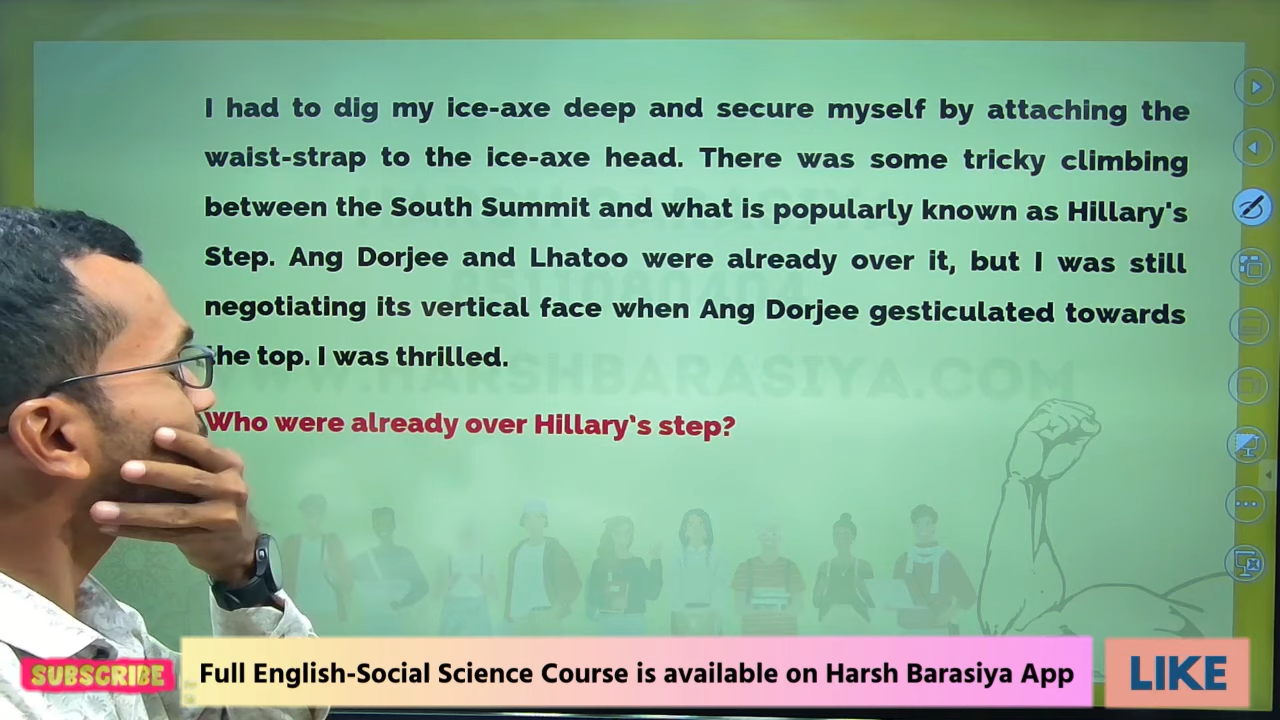 I had to dig my ice-axe deep and secure myself by attaching the
waist-strap to the ice-axe head. There was some tricky climbing
between the South Summit and what is popularly known as Hillary's
Step. Ang Dorjee and Lhatoo were already over it, but I was still
negotiating its vertical face when Ang Dorjee gesticulated towards
the top. I was thrilled.
WWW.HARSHBARASIYA.COM
Who were already over Hillary's step?
SUBSCRIBE
Full English-Social Science Course is available on Harsh Barasiya App
LIKE